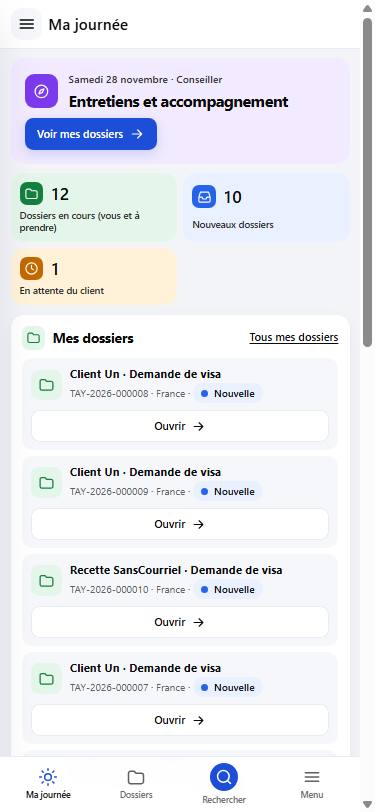 Ma journée
Samedi 28 novembre · Conseiller
Entretiens et accompagnement
Voir mes dossiers →
12
Dossiers en cours (vous et à
prendre)
10
Nouveaux dossiers
1
En attente du client
Mes dossiers
Tous mes dossiers
Client Un · Demande de visa
TAY-2026-000008 · France · Nouvelle
Ouvrir →
Client Un · Demande de visa
TAY-2026-000009 · France · Nouvelle
Ouvrir →
Recette SansCourriel · Demande de visa
TAY-2026-000010 · France · Nouvelle
Ouvrir →
Client Un · Demande de visa
TAY-2026-000007 · France · Nouvelle
Ouvrir →
Ma journée
Dossiers
Rechercher
Menu